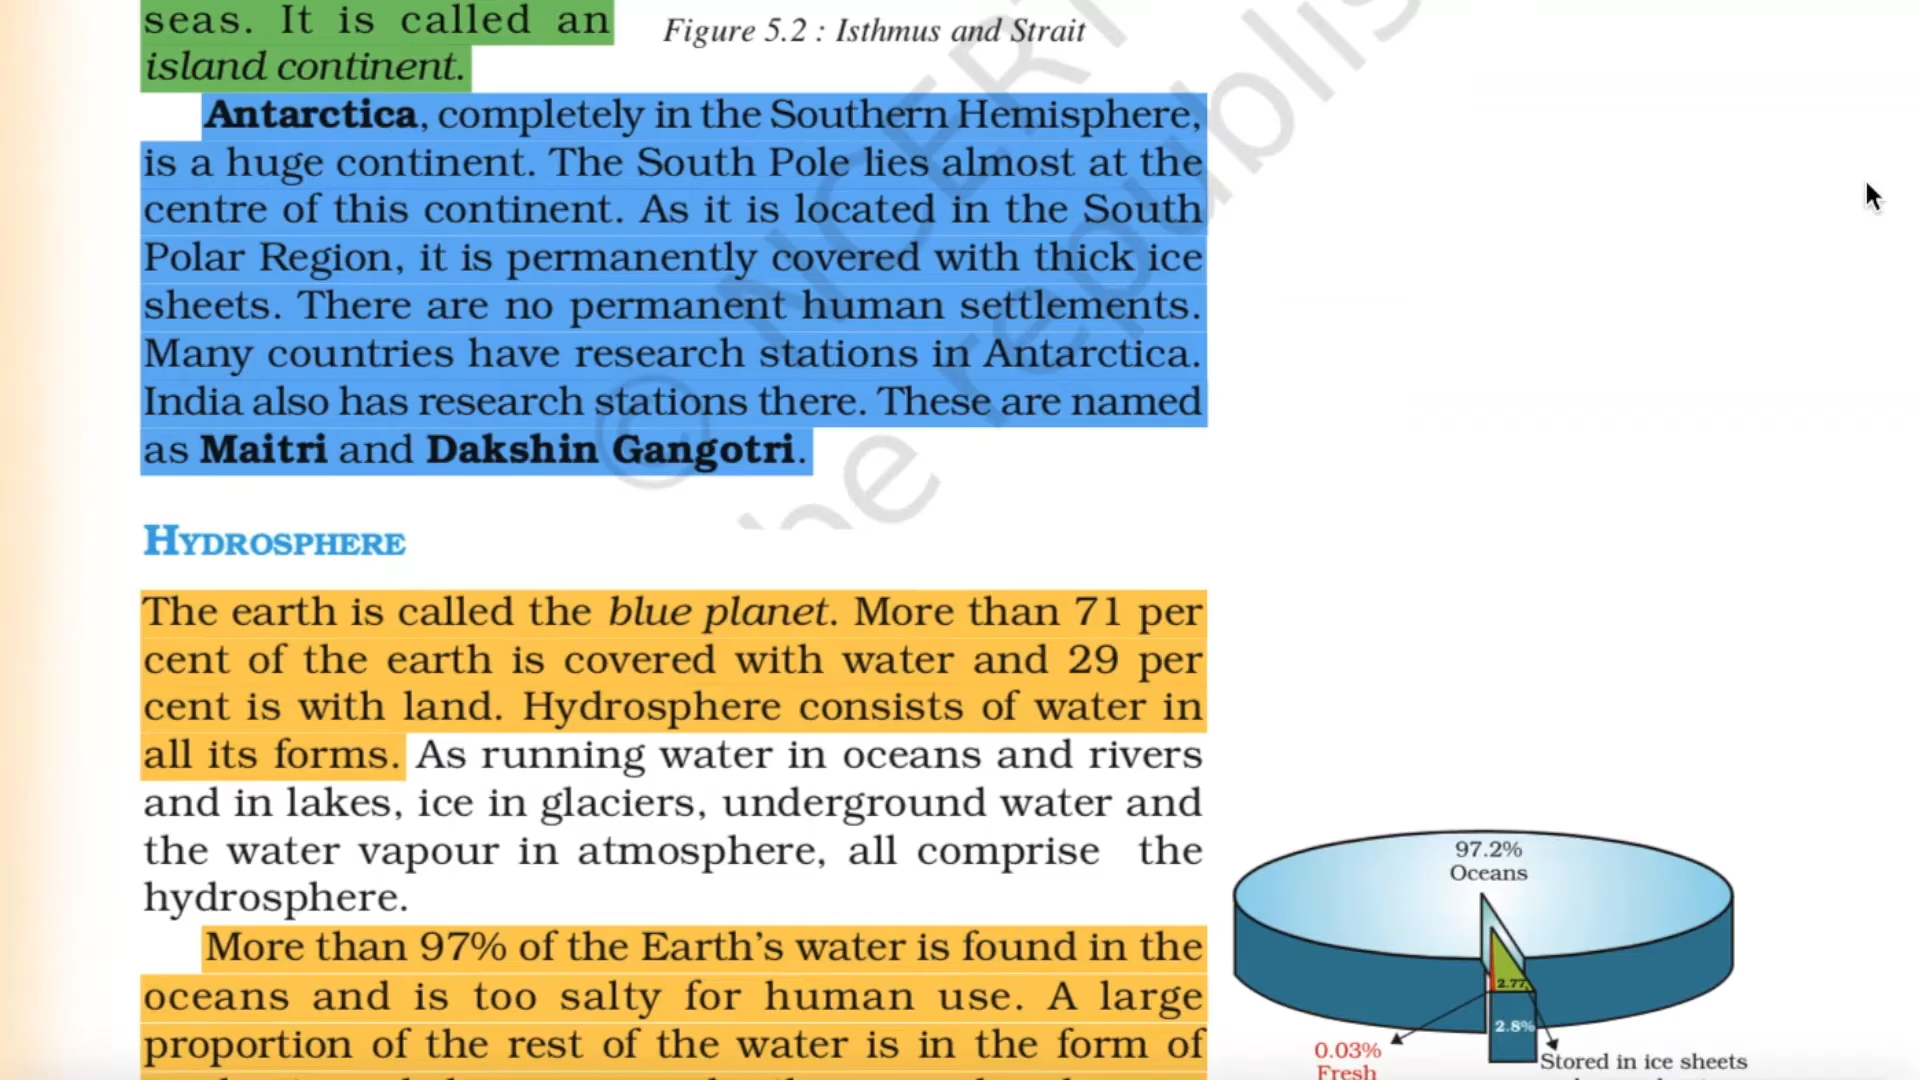 seas. It is called an
island continent.
Figure 5.2 : Isthmus and Strait
Antarctica, completely in the Southern Hemisphere,
is a huge continent. The South Pole lies almost at the
centre of this continent. As it is located in the South
Polar Region, it is permanently covered with thick ice
sheets. There are no permanent human settlements.
Many countries have research stations in Antarctica.
India also has research stations there. These are named
as Maitri and Dakshin Gangotri.
HYDROSPHERE
The earth is called the blue planet. More than 71 per
cent of the earth is covered with water and 29 per
cent is with land. Hydrosphere consists of water in
all its forms. As running water in oceans and rivers
and in lakes, ice in glaciers, underground water and
the water vapour in atmosphere, all comprise the
hydrosphere.
More than 97% of the Earth's water is found in the
oceans and is too salty for human use. A large
proportion of the rest of the water is in the form of
97.2%
Oceans
2.77
2.8%
0.03%
Fresh
Stored in ice sheets
© NCERT
be republis